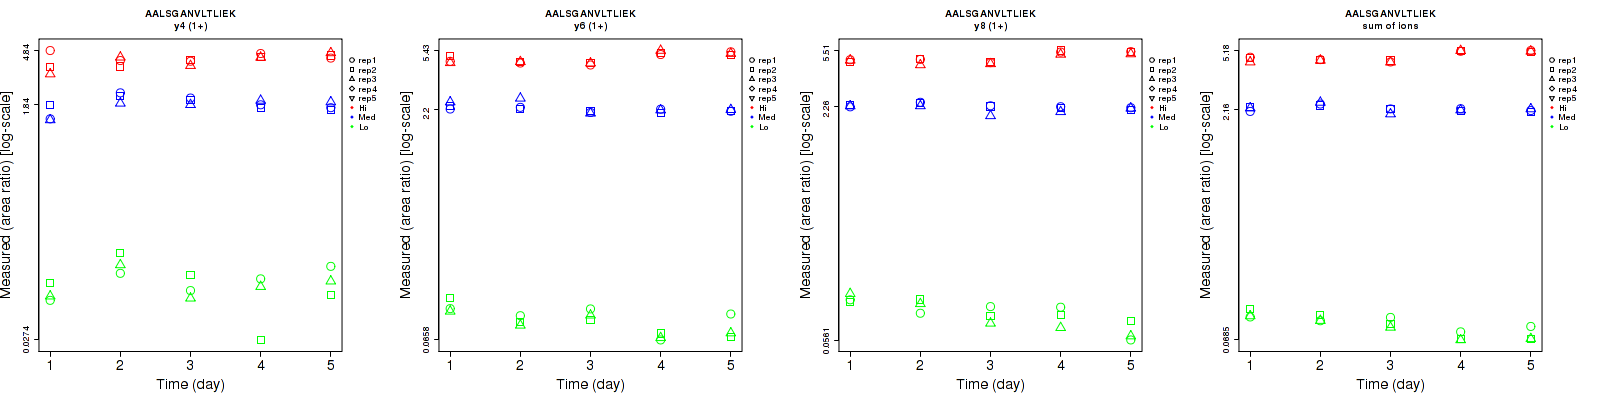 AALSGANVLTLIEK
y4 (1+)
Measured (area ratio) [log-scale]
4.84
1.84
0.0274
1 2 3 4 5
Time (day)
rep1
rep2
rep3
rep4
rep5
Hi
Med
Lo
AALSGANVLTLIEK
y6 (1+)
Measured (area ratio) [log-scale]
5.43
2.2
0.0658
1 2 3 4 5
Time (day)
rep1
rep2
rep3
rep4
rep5
Hi
Med
Lo
AALSGANVLTLIEK
y8 (1+)
Measured (area ratio) [log-scale]
5.51
2.28
0.0561
1 2 3 4 5
Time (day)
rep1
rep2
rep3
rep4
rep5
Hi
Med
Lo
AALSGANVLTLIEK
sum of ions
Measured (area ratio) [log-scale]
5.18
2.16
0.0685
1 2 3 4 5
Time (day)
rep1
rep2
rep3
rep4
rep5
Hi
Med
Lo